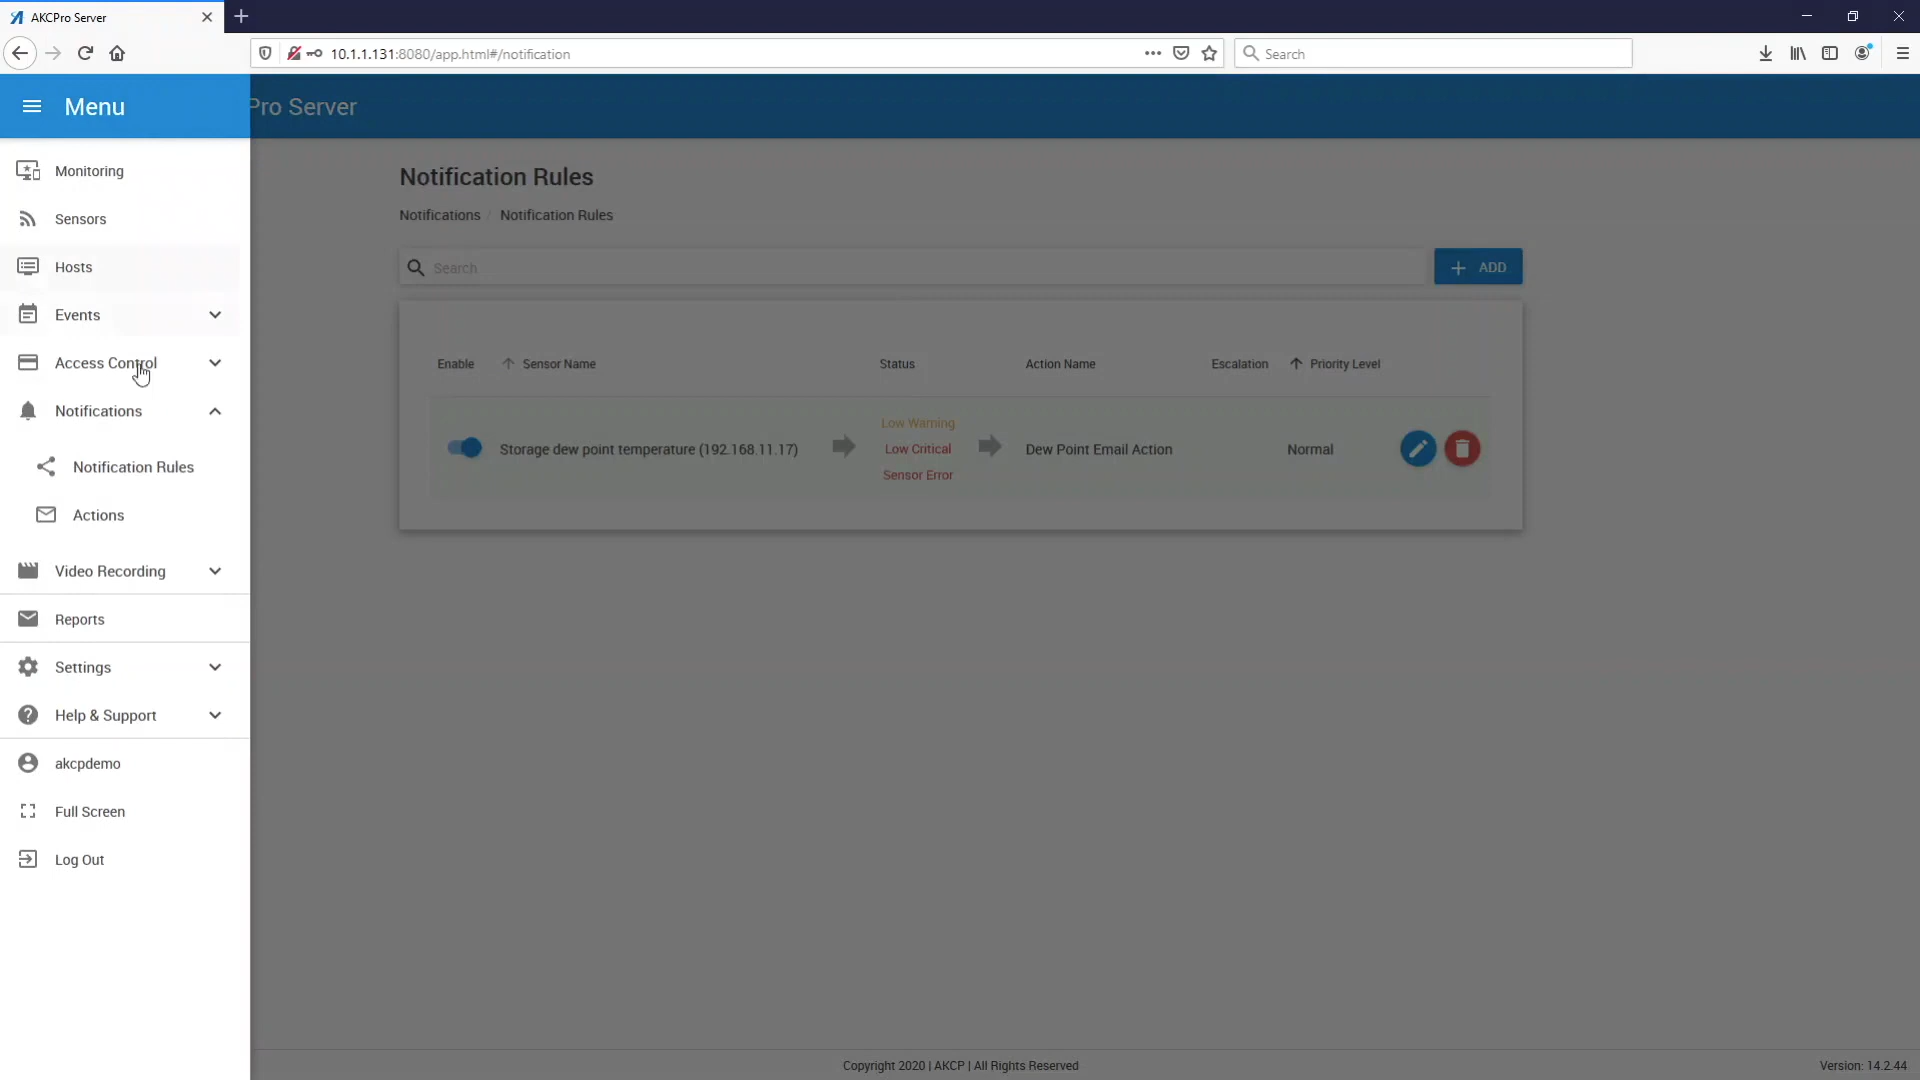 AKCPro Server
10.1.1.131:8080/app.html#/notification
Search
Menu
Pro Server
Monitoring
Sensors
Hosts
Events
Access Control
Notifications
Notification Rules
Actions
Video Recording
Reports
Settings
Help & Support
akcpdemo
Full Screen
Log Out
Notification Rules
Notifications / Notification Rules
Search
ADD
Enable Sensor Name Status Action Name Escalation Priority Level
Low Warning
Storage dew point temperature (192.168.11.17) Low Critical Dew Point Email Action Normal
Sensor Error
Copyright 2020 | AKCP | All Rights Reserved
Version: 14.2.44